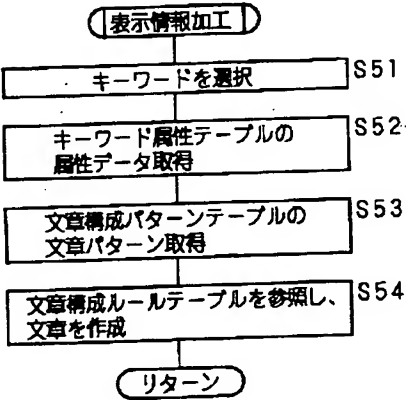 表示情報加工
キーワードを選択 S51
キーワード属性テーブルの S52
属性データ取得
文章構成パターンテーブルの S53
文章パターン取得
文章構成ルールテーブルを参照し、 S54
文章を作成
リターン